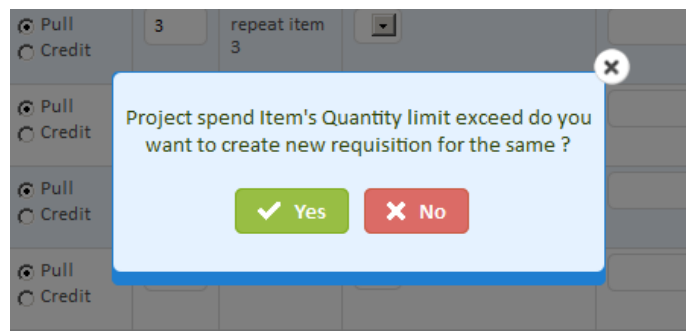 Pull
Credit
3
repeat item
3
Project spend Item's Quantity limit exceed do you
want to create new requisition for the same ?
Yes
No
Pull
Credit
Pull
Credit
Pull
Credit